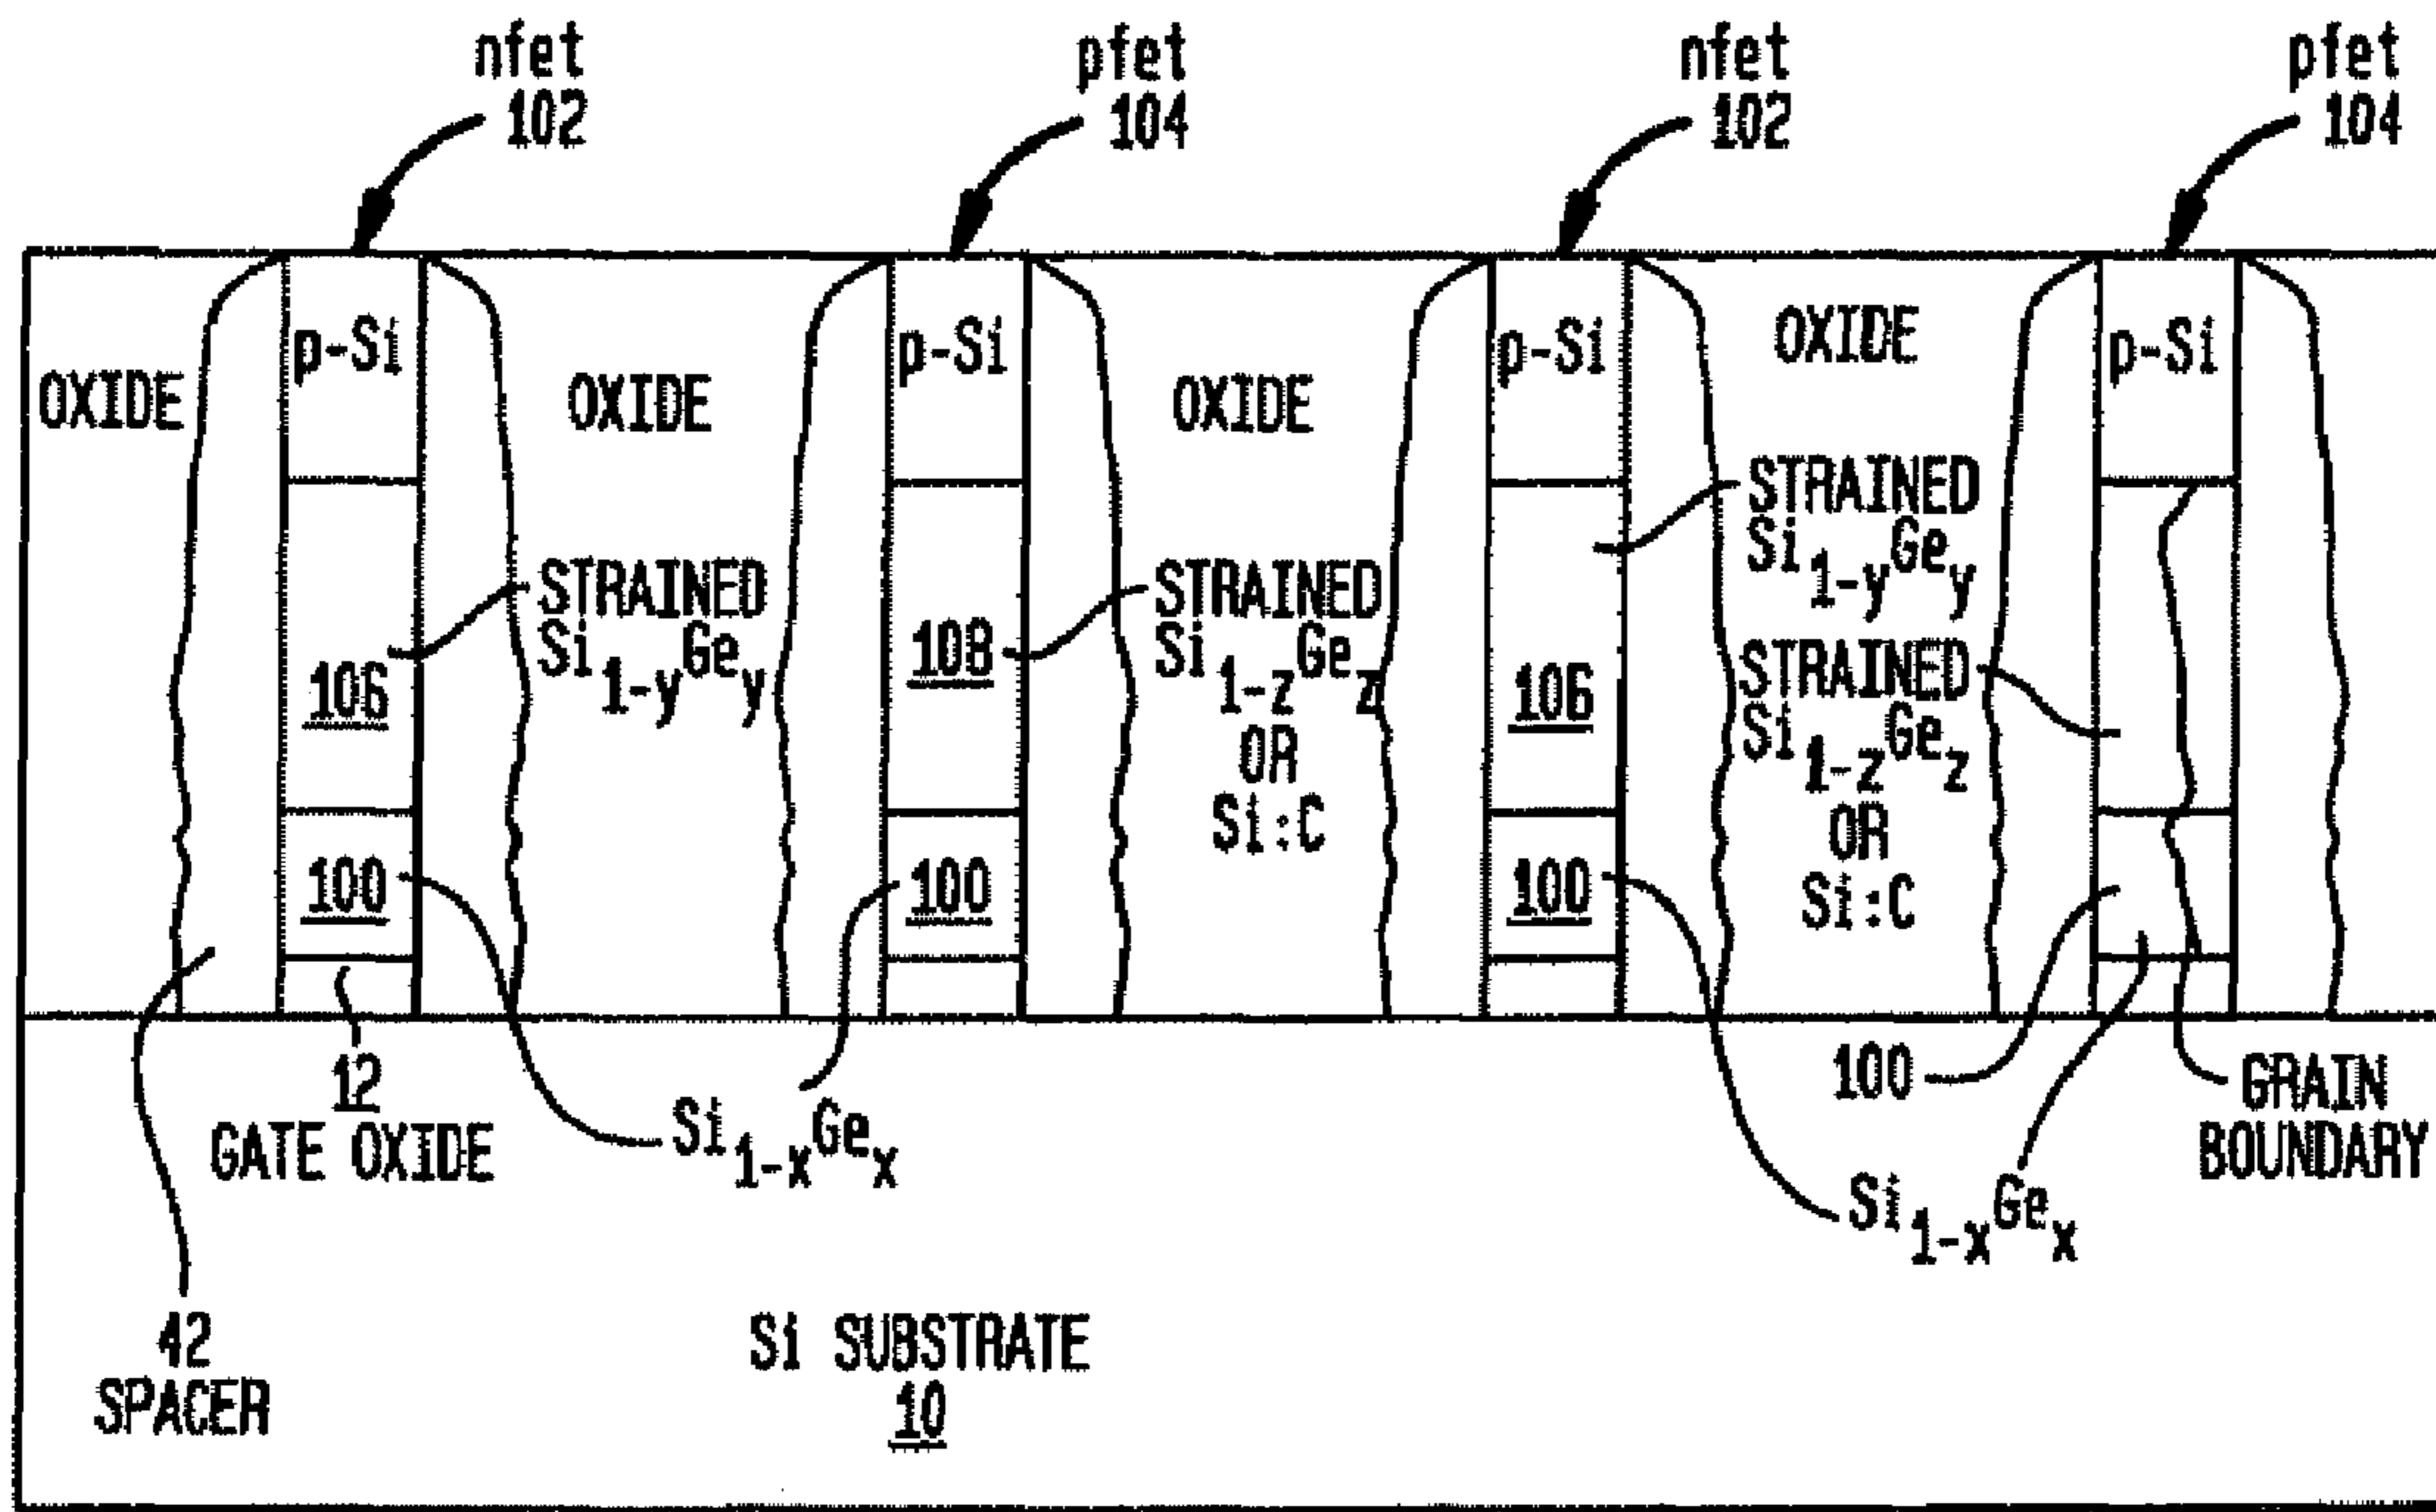 nfet
102
pfet
104
nfet
102
pfet
104
OXIDE
p-Si
OXIDE
p-Si
OXIDE
p-Si
OXIDE
p-Si
STRAINED
Si1-yGey
STRAINED
Si1-zGez
OR
Si:C
STRAINED
Si1-yGey
STRAINED
Si1-zGez
OR
Si:C
106
108
106
100
100
100
12
GATE OXIDE
Si1-xGex
100
GRAIN
BOUNDARY
Si1-xGex
42
SPACER
Si SUBSTRATE
10